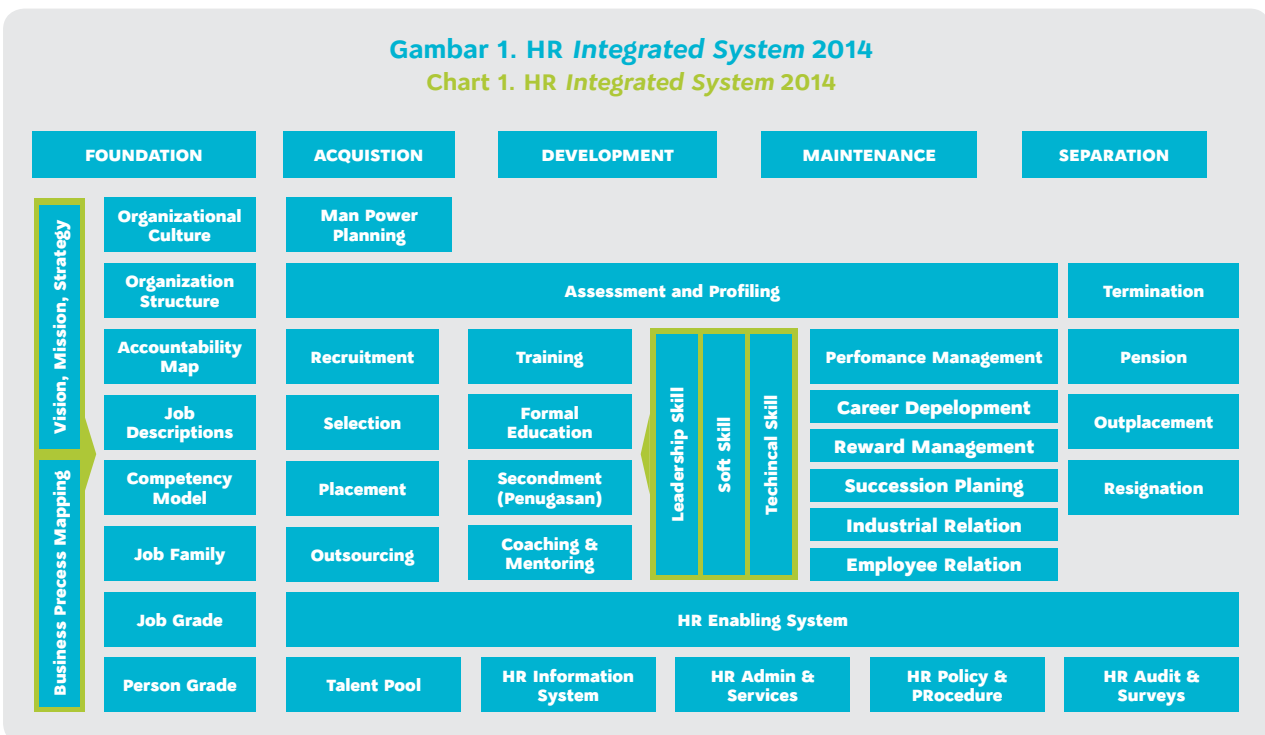 Gambar 1. HR Integrated System 2014
Chart 1. HR Integrated System 2014
FOUNDATION
ACQUISTION
DEVELOPMENT
MAINTENANCE
SEPARATION
Vision, Mission, Strategy
Business Precess Mapping
Organizational
Culture
Organization
Structure
Accountability
Map
Job
Descriptions
Competency
Model
Job Family
Job Grade
Person Grade
Man Power
Planning
Assessment and Profiling
Termination
Recruitment
Selection
Placement
Outsourcing
Training
Formal
Education
Secondment
(Penugasan)
Coaching &
Mentoring
Leadership Skill
Soft Skill
Techincal Skill
Perfomance Management
Career Depelopment
Reward Management
Succession Planing
Industrial Relation
Employee Relation
Pension
Outplacement
Resignation
HR Enabling System
Talent Pool
HR Information
System
HR Admin &
Services
HR Policy &
PRocedure
HR Audit &
Surveys